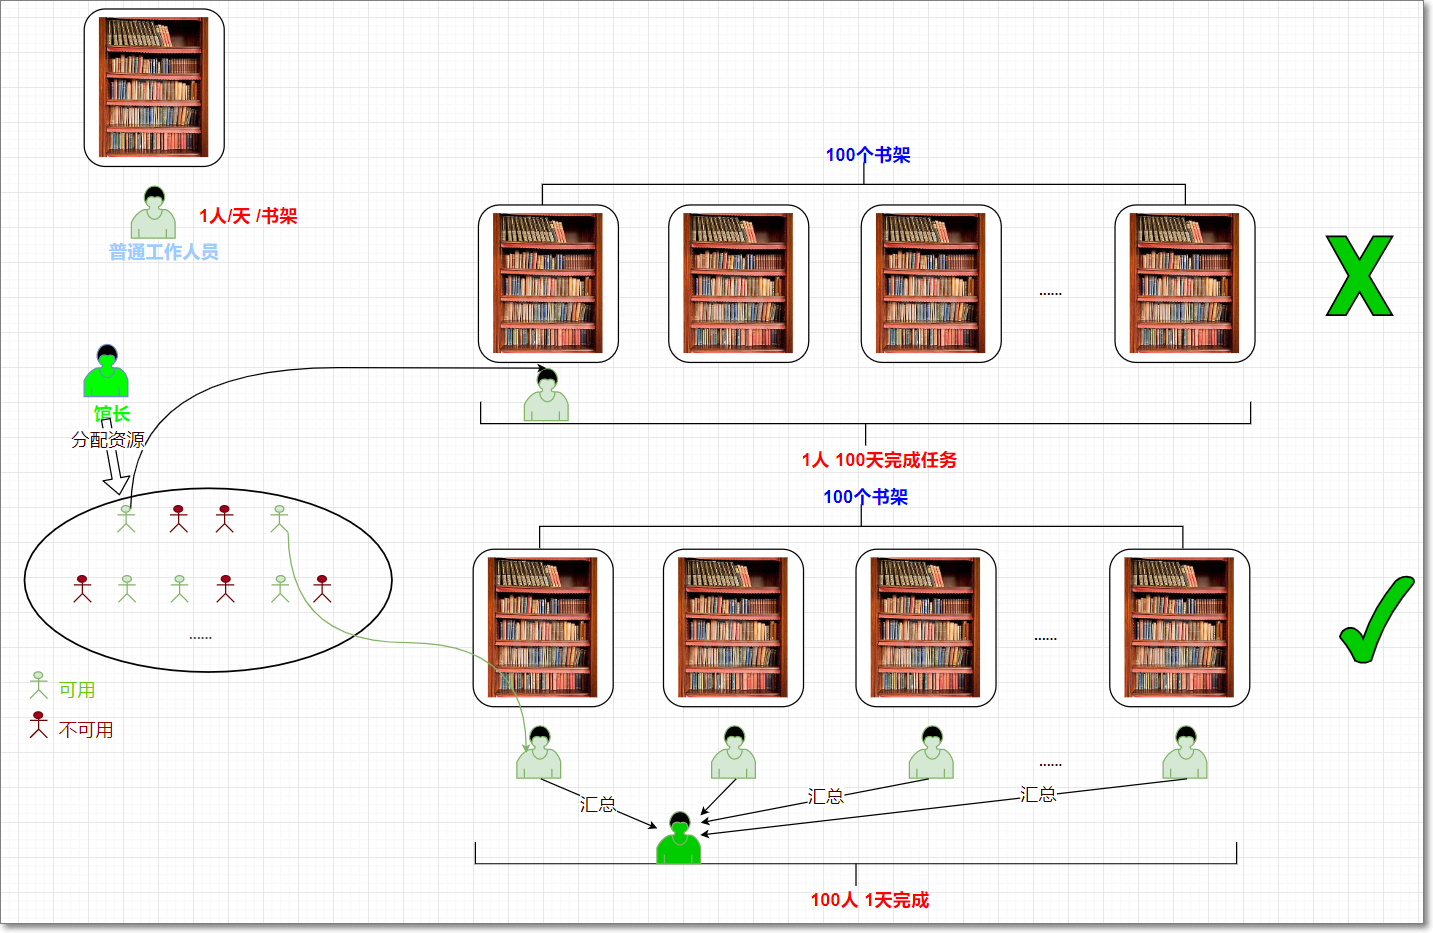 1人/天 /书架
普通工作人员
馆长
分配资源
......
可用
不可用
100个书架
......
1人 100天完成任务
100个书架
......
......
汇总
汇总
汇总
100人 1天完成